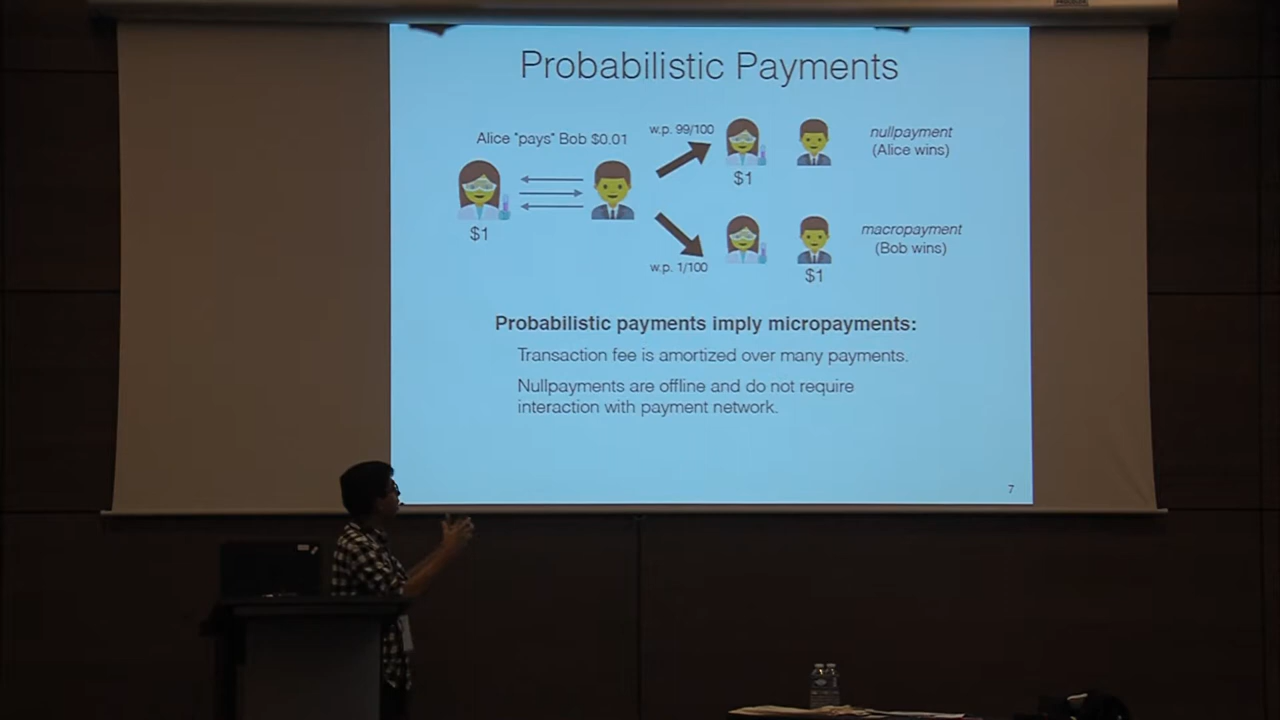 Probabilistic Payments
Alice "pays" Bob $0.01
$1
w.p. 99/100
$1
nullpayment
(Alice wins)
w.p. 1/100
$1
macropayment
(Bob wins)
Probabilistic payments imply micropayments:
Transaction fee is amortized over many payments.
Nullpayments are offline and do not require
interaction with payment network.
7